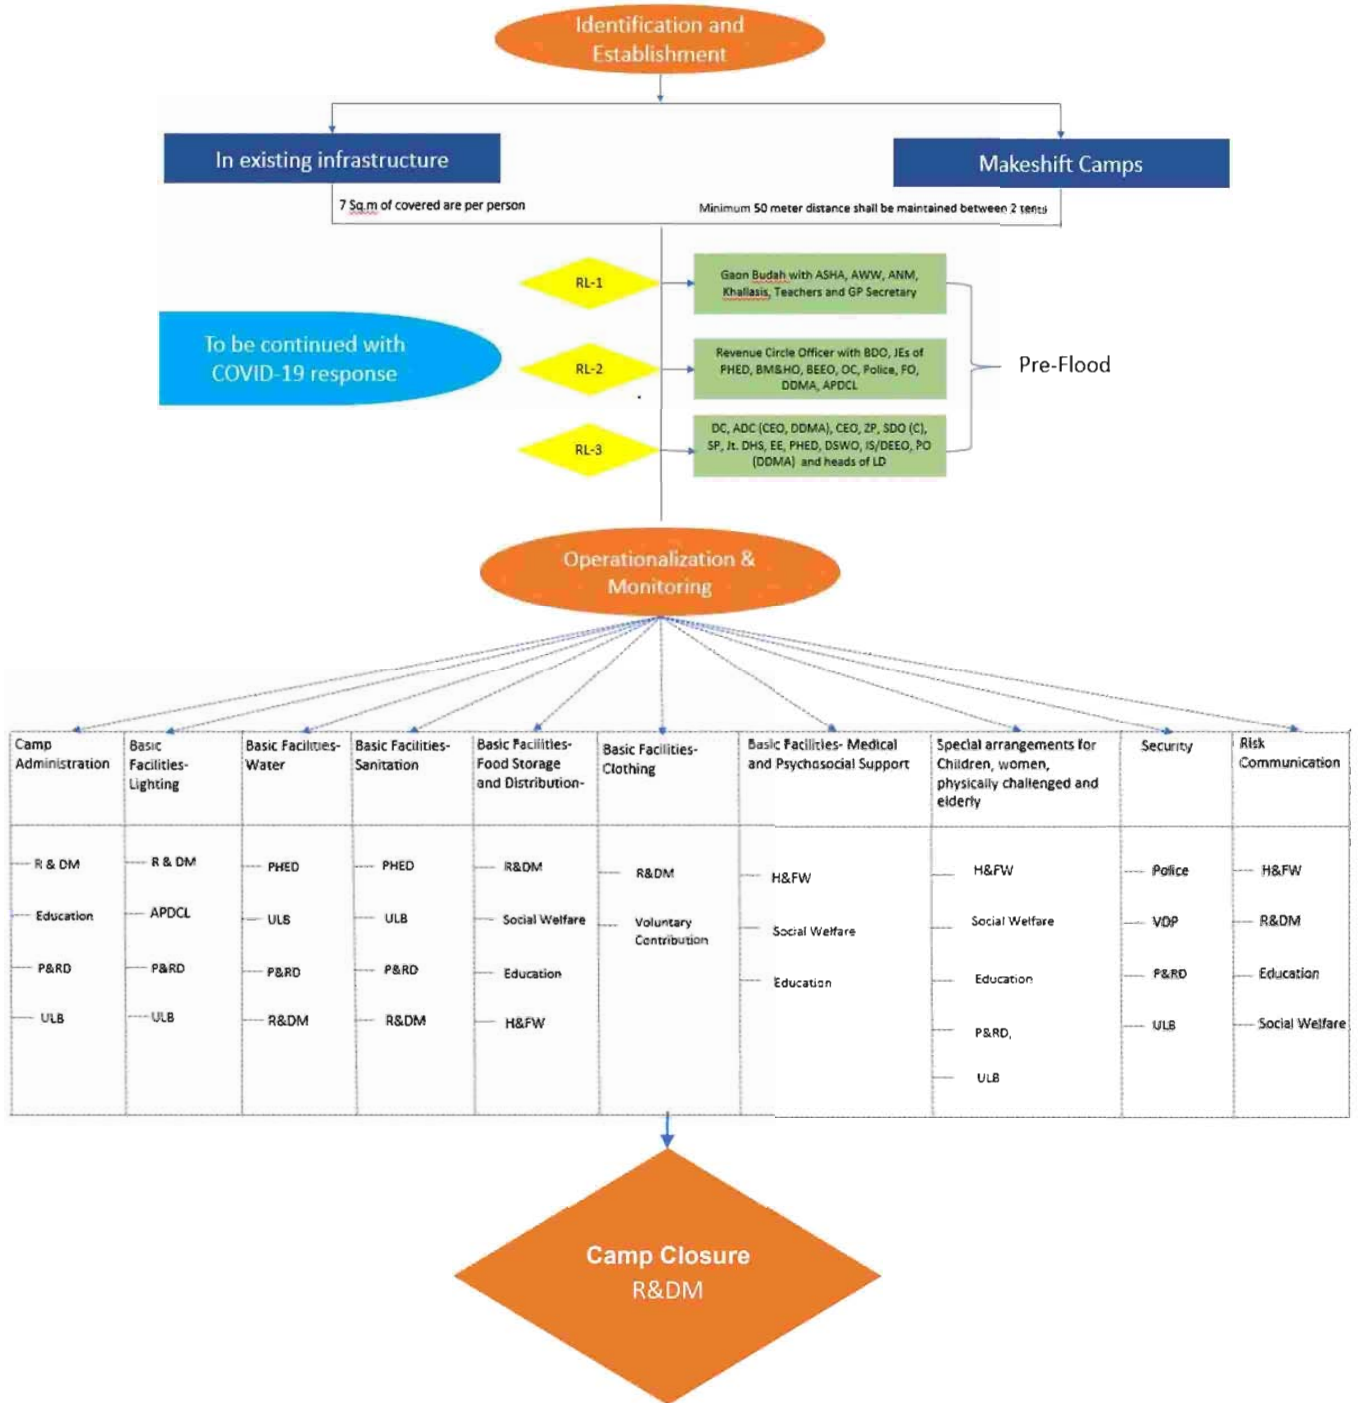 Identification and
Establishment
In existing infrastructure
Makeshift Camps
7 Sq.m of covered are per person
Minimum 50 meter distance shall be maintained between 2 tents
RL-1
Gaon Budah with ASHA, AWW, ANM,
Khallasis, Teachers and GP Secretary
To be continued with
COVID-19 response
RL-2
Revenue Circle Officer with BDO, JEs of
PHED, BM&HO, BEEO, OC, Police, FO,
DDMA, APDCL
Pre-Flood
RL-3
DC, ADC (CEO, DDMA), CEO, ZP, SDO (C),
SP, Jt. DHS, EE, PHED, DSWO, IS/DEEO, PO
(DDMA) and heads of LD
Operationalization &
Monitoring
Camp
Administration
R & DM
Education
P&RD
ULB
Basic
Facilities-
Lighting
R & DM
APDCL
P&RD
ULB
Basic Facilities-
Water
PHED
ULB
P&RD
R&DM
Basic Facilities-
Sanitation
PHED
ULB
P&RD
R&DM
Basic Facilities-
Food Storage
and Distribution-
R&DM
Social Welfare
Education
H&FW
Basic Facilities-
Clothing
R&DM
Voluntary
Contribution
Basic Facilities- Medical
and Psychosocial Support
H&FW
Social Welfare
Education
Special arrangements for
Children, women,
physically challenged and
elderly
H&FW
Social Welfare
Education
P&RD,
ULB
Security
Police
VDP
P&RD
ULB
Risk
Communication
H&FW
R&DM
Education
Social Welfare
Camp Closure
R&DM